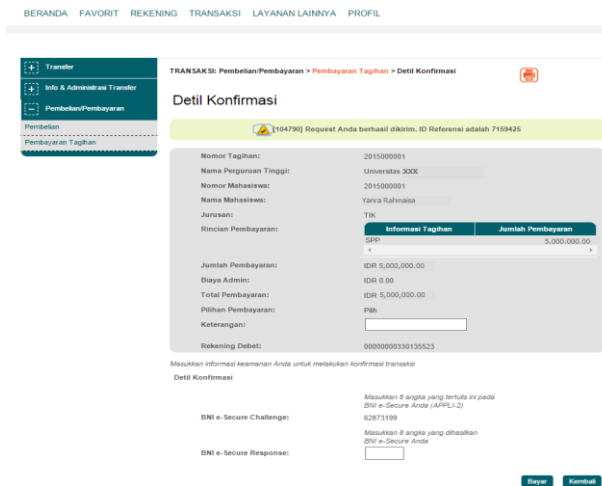 BERANDA FAVORIT REKENING TRANSAKSI LAYANAN LAINNYA PROFIL
Transfer
Info & Administrasi Transfer
Pembelian/Pembayaran
Pembelian
Pembayaran Tagihan
TRANSAKSI: Pembelian/Pembayaran > Pembayaran Tagihan > Detil Konfirmasi
Detil Konfirmasi
[104790] Request Anda berhasil dikirim. ID Referensi adalah 7159425
Nomor Tagihan: 2015000001
Nama Perguruan Tinggi: Universitas XXX
Nomor Mahasiswa: 2015000001
Nama Mahasiswa: Yanra Rahmaisa
Jurusan: TIK
Rincian Pembayaran: Informasi Tagihan Jumlah Pembayaran
SPP 5.000.000.00
Jumlah Pembayaran: IDR 5,000,000.00
Biaya Admin: IDR 0.00
Total Pembayaran: IDR 5,000,000.00
Pilihan Pembayaran: Pilih
Keterangan:
Rekening Debet: 00000000330135523
Masukkan informasi keamanan Anda untuk melakukan konfirmasi transaksi
Detil Konfirmasi
Masukkan 8 angka yang tertulis ini pada
BNI e-Secure Anda (APPLI-2)
BNI e-Secure Challenge: 62873199
Masukkan 8 angka yang dihasilkan
BNI e-Secure Anda
BNI e-Secure Response:
Bayar Kembali